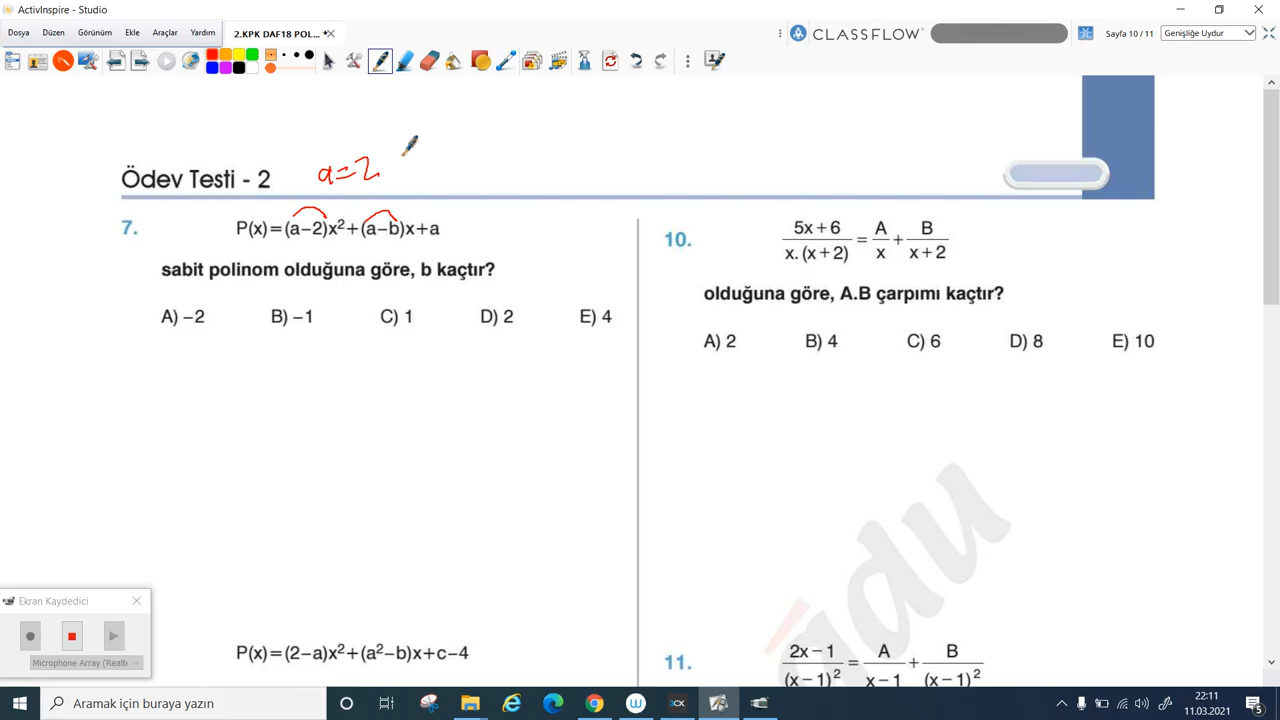 ActivInspire - Studio
Dosya Düzen Görünüm Ekle Araçlar Yardım
2.KPK DAF18 POL... *
CLASSFLOW
Sayfa 10 / 11
Genişliğe Uydur
Ödev Testi - 2
a=2
7. P(x)=(a−2)x²+(a−b)x+a
sabit polinom olduğuna göre, b kaçtır?
A) −2 B) −1 C) 1 D) 2 E) 4
P(x)=(2−a)x²+(a²−b)x+c−4
10. 5x+6 / x.(x+2) = A / x + B / x+2
olduğuna göre, A.B çarpımı kaçtır?
A) 2 B) 4 C) 6 D) 8 E) 10
adu
11. 2x−1 / (x−1)² = A / x−1 + B / (x−1)²
Ekran Kaydedici
Microphone Array (Realte
Aramak için buraya yazın
22:11
11.03.2021
5